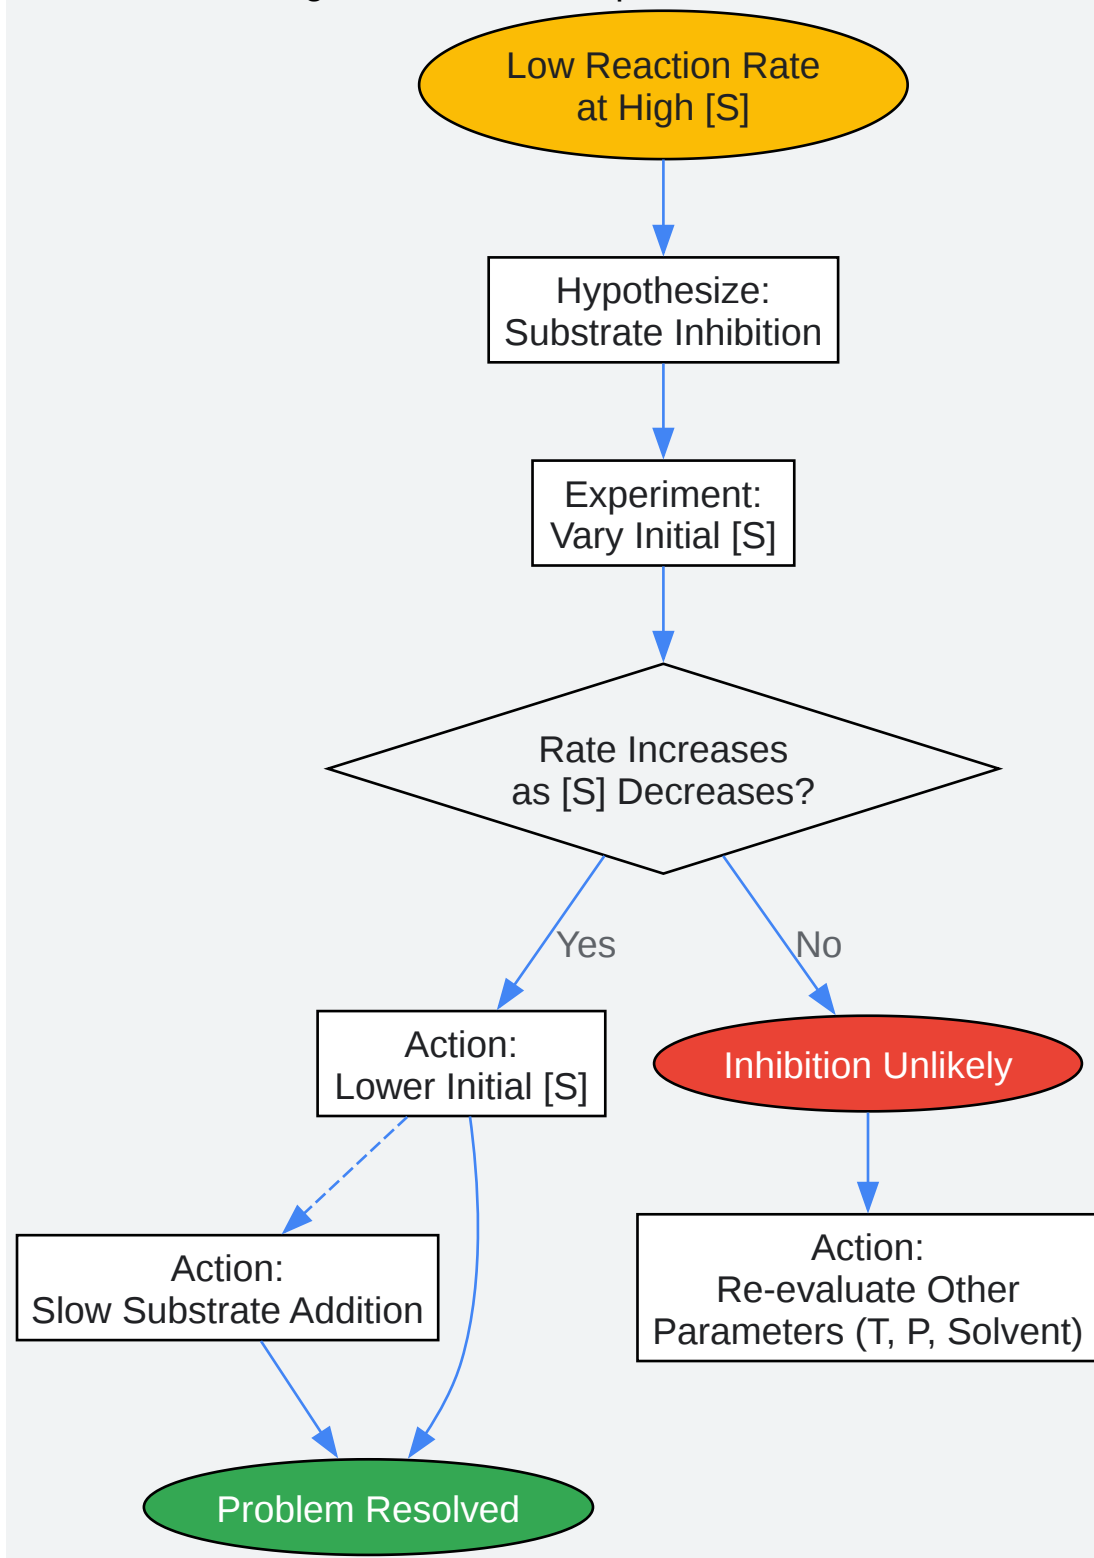 Low Reaction Rate
at High [S]
Hypothesize:
Substrate Inhibition
Experiment:
Vary Initial [S]
Rate Increases
as [S] Decreases?
Yes
No
Action:
Lower Initial [S]
Inhibition Unlikely
Action:
Slow Substrate Addition
Action:
Re-evaluate Other
Parameters (T, P, Solvent)
Problem Resolved